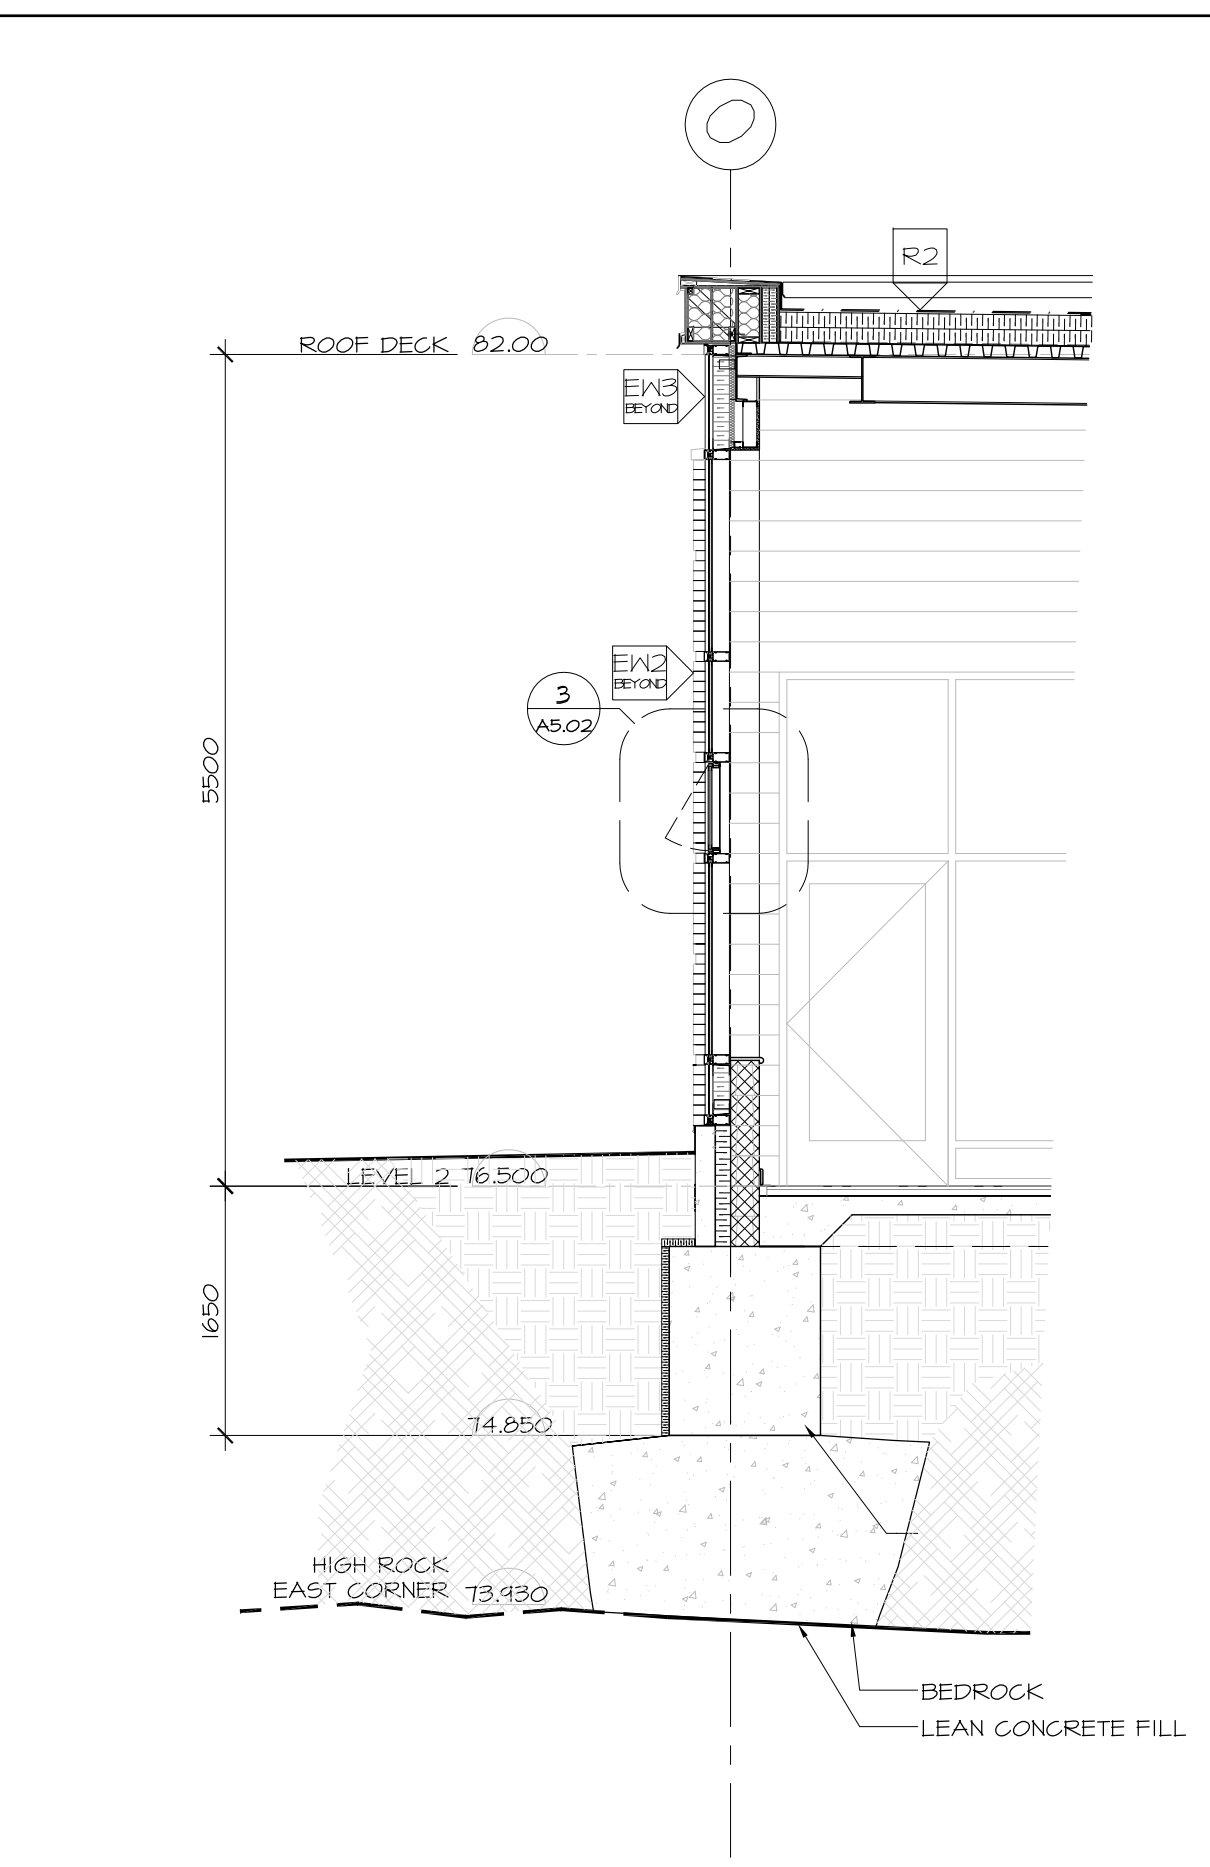 O
R2
ROOF DECK 82.00
EW3
BEYOND
EW2
BEYOND
3
A5.02
5500
LEVEL 2 76.500
1650
74.850
HIGH ROCK
EAST CORNER 73.930
BEDROCK
LEAN CONCRETE FILL